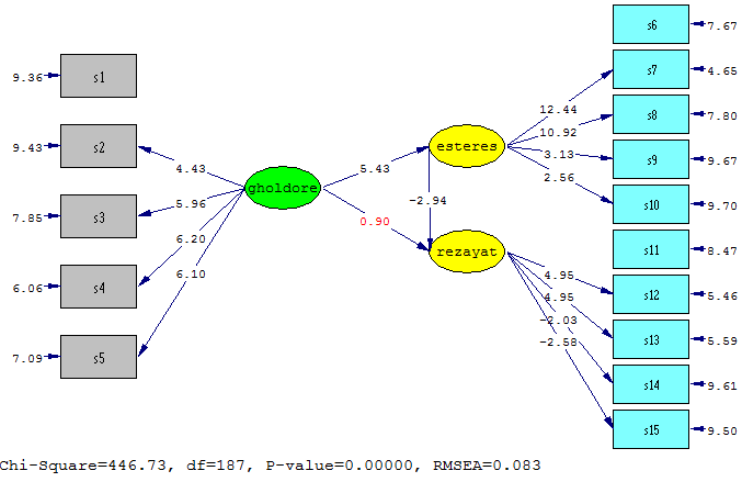 s6
7.67
9.36
s1
s7
4.65
12.44
s8
7.80
10.92
9.43
s2
esteres
3.13
s9
9.67
4.43
5.43
2.56
gholdore
5.96
-2.94
s10
9.70
7.85
s3
6.20
0.90
6.10
rezayat
s11
8.47
4.95
6.06
s4
s12
5.46
4.95
-2.03
s13
5.59
-2.58
7.09
s5
s14
9.61
s15
9.50
Chi-Square=446.73, df=187, P-value=0.00000, RMSEA=0.083